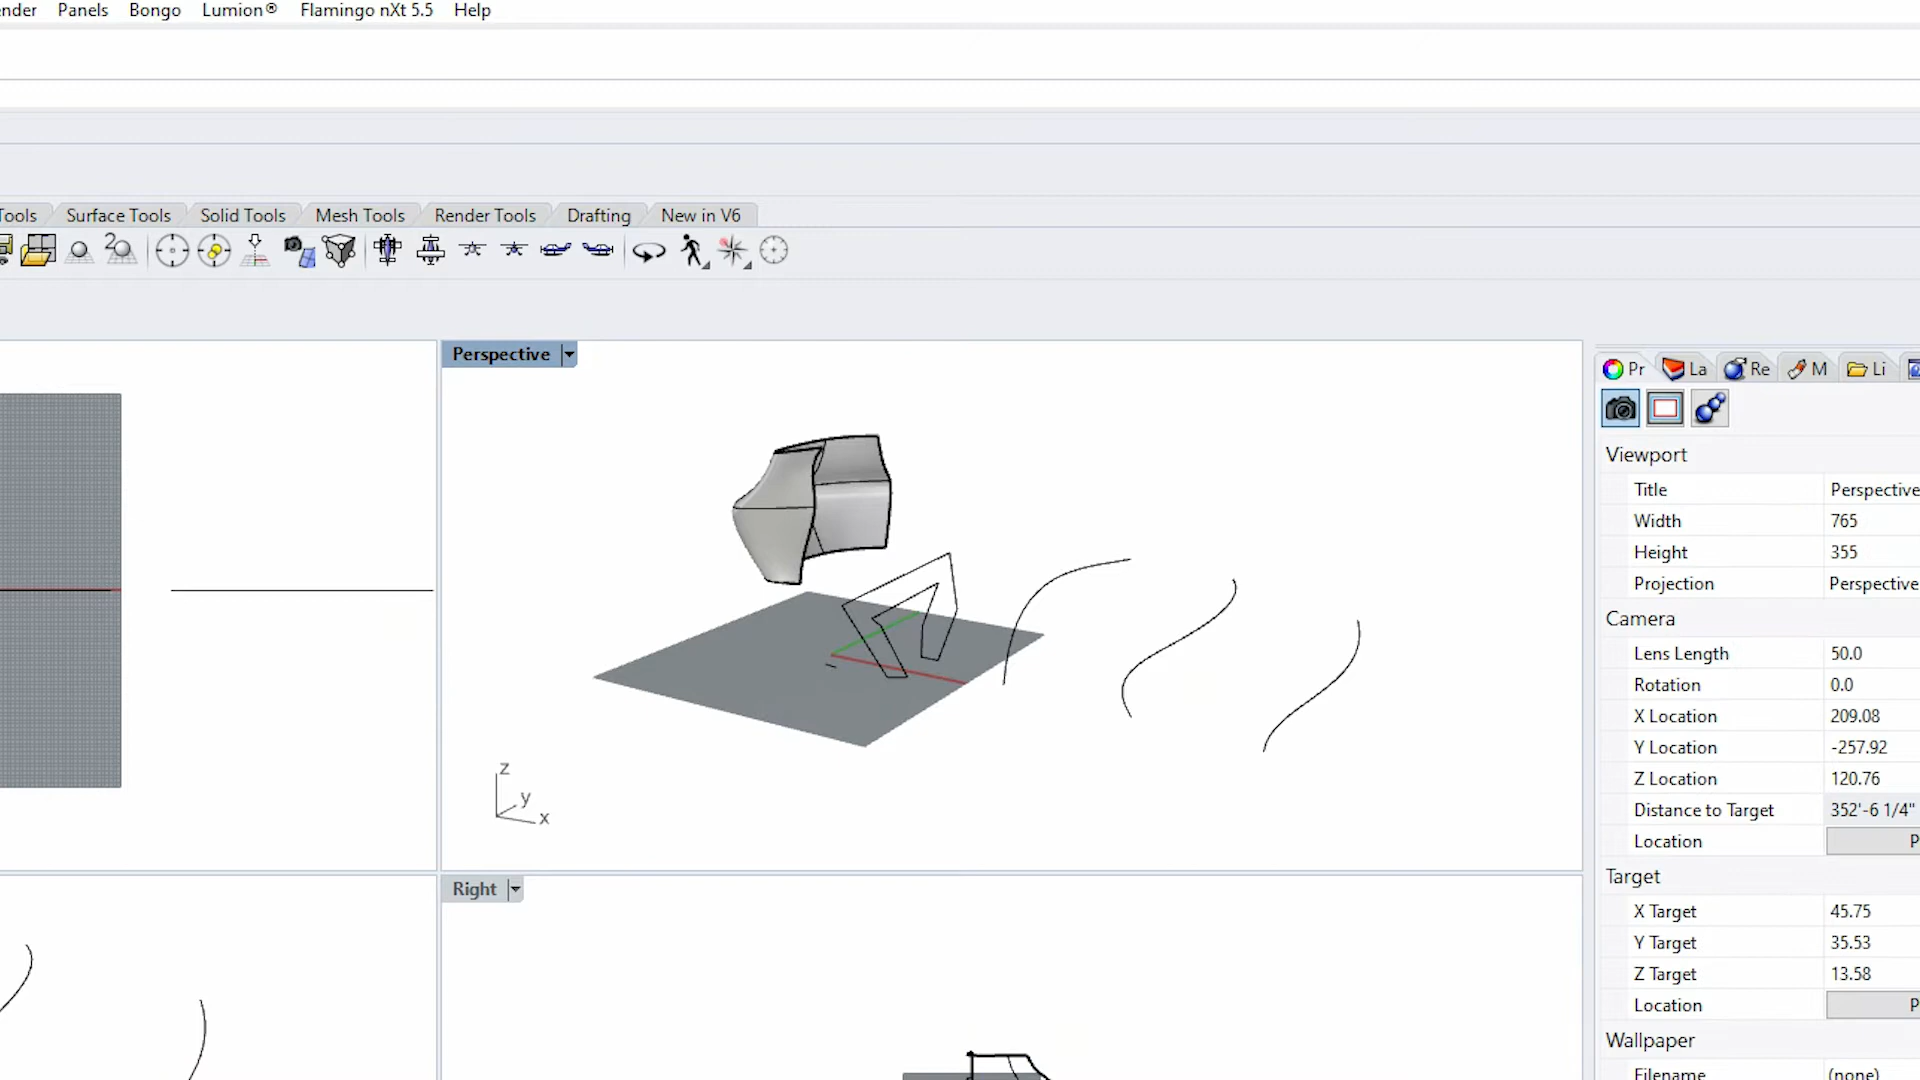 nder Panels Bongo Lumion® Flamingo nXt 5.5 Help
Tools Surface Tools Solid Tools Mesh Tools Render Tools Drafting New in V6
2
Perspective
Pr La Re M Li
Viewport
Title Perspective
Width 765
Height 355
Projection Perspective
Camera
Lens Length 50.0
Rotation 0.0
X Location 209.08
Y Location -257.92
Z Location 120.76
Distance to Target 352'-6 1/4"
Location P
Target
X Target 45.75
Y Target 35.53
Z Target 13.58
Location P
Wallpaper
Filename (none)
z
y
x
Right